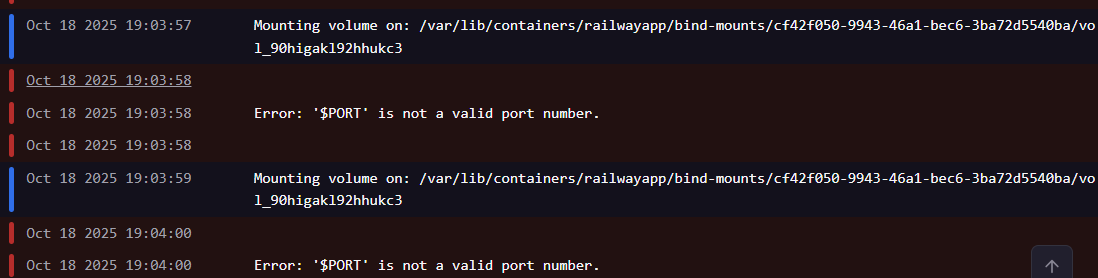 Oct 18 2025 19:03:57 Mounting volume on: /var/lib/containers/railwayapp/bind-mounts/cf42f050-9943-46a1-bec6-3ba72d5540ba/vo
l_90higakl92hhukc3
Oct 18 2025 19:03:58
Oct 18 2025 19:03:58 Error: '$PORT' is not a valid port number.
Oct 18 2025 19:03:58
Oct 18 2025 19:03:59 Mounting volume on: /var/lib/containers/railwayapp/bind-mounts/cf42f050-9943-46a1-bec6-3ba72d5540ba/vo
l_90higakl92hhukc3
Oct 18 2025 19:04:00
Oct 18 2025 19:04:00 Error: '$PORT' is not a valid port number.